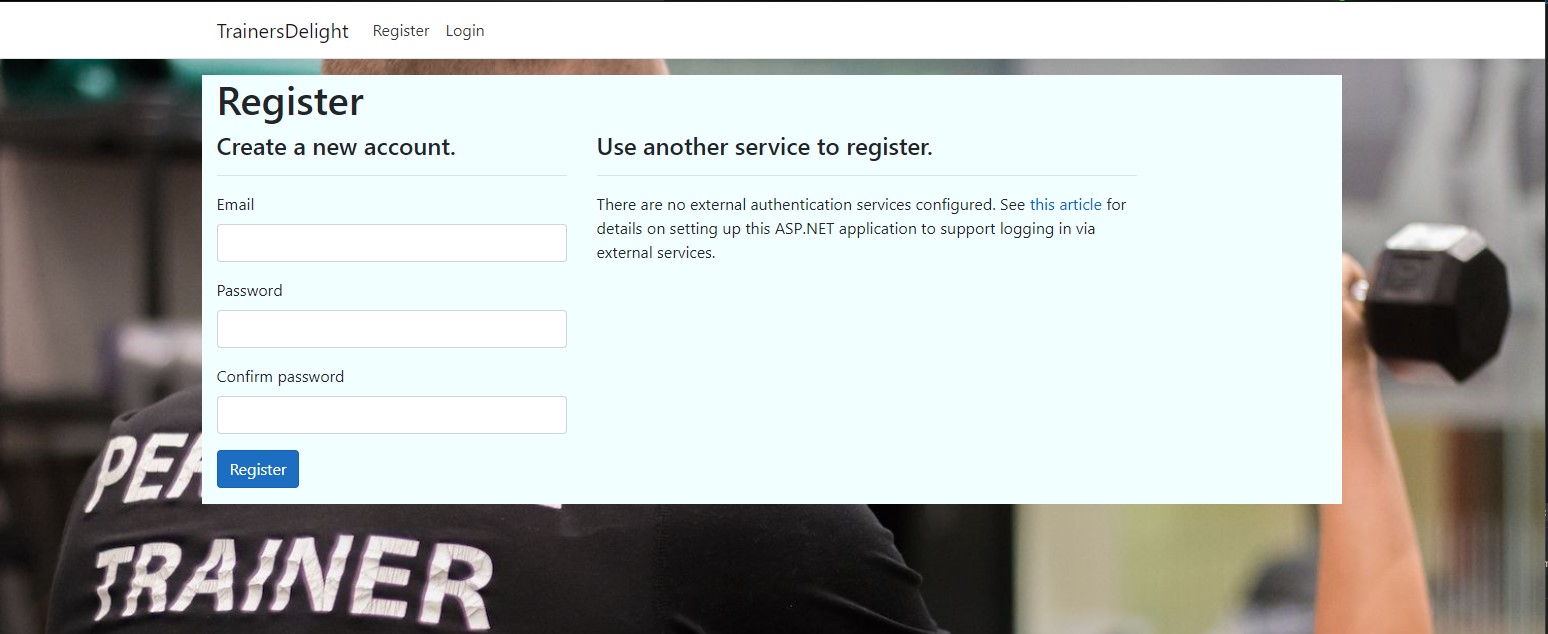 TrainersDelight Register Login
Register
Create a new account.
Use another service to register.
Email
Password
Confirm password
Register
There are no external authentication services configured. See this article for
details on setting up this ASP.NET application to support logging in via
external services.
TRAINER